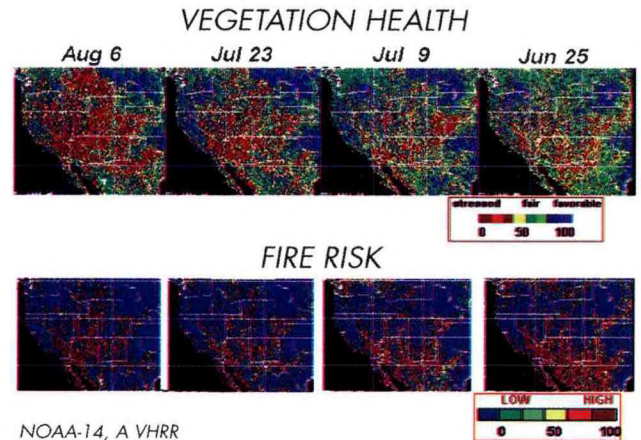 VEGETATION HEALTH
Aug 6 Jul 23 Jul 9 Jun 25
stressed fair favorable
0 50 100
FIRE RISK
LOW HIGH
0 50 100
NOAA-14, A VHRR